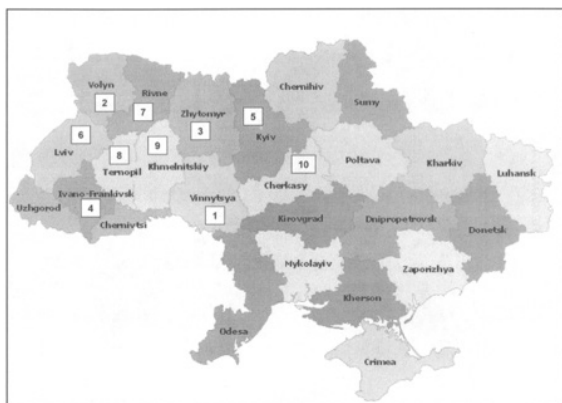 Chernihiv
Volyn
Rivne
Sumy
2
7
Zhytomyr
5
3
Kyiv
6
9
8
10
Poltava
Kharkiv
Luhansk
Lviv
Ternopil
Khmelnitskiy
Cherkasy
Ivano-Frankivsk
Uzhgorod
4
Vinnytsya
1
Chernivtsi
Kirovgrad
Dnipropetrovsk
Donetsk
Nykolayiv
Zaporizhya
Kherson
Odesa
Crimea